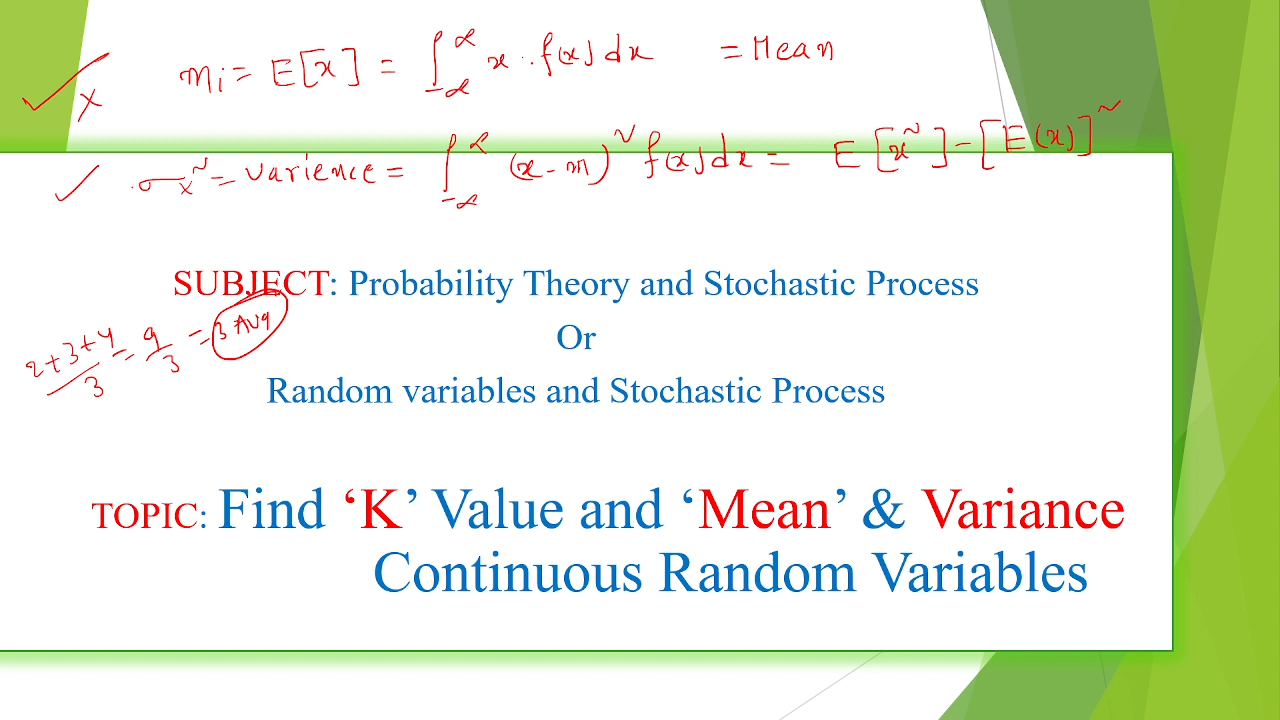 m₁ = E[x] = ∫_{-∞}^{∞} x · f(x) dx = Mean
x
σₓ² = varience = ∫_{-∞}^{∞} (x - m)² f(x) dx = E[x²] - [E(x)]²
SUBJECT: Probability Theory and Stochastic Process
2+3+4/3 = 9/3 = 3 AVg
Or
Random variables and Stochastic Process
TOPIC: Find ‘K’ Value and ‘Mean’ & Variance
Continuous Random Variables